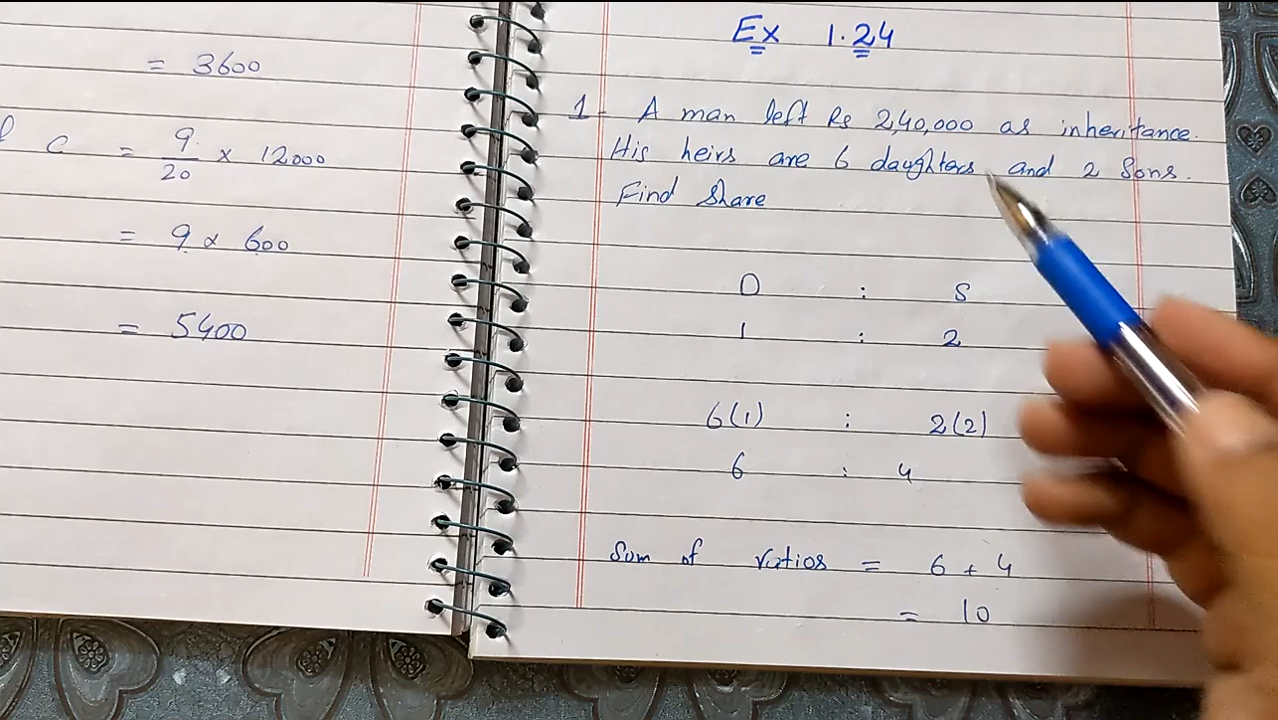 = 3600
C = 9/20 x 12000
= 9 x 600
= 5400
Ex 1.24
1- A man left Rs 2,40,000 as inheritance.
His heirs are 6 daughters and 2 Sons.
Find Share
D : S
1 : 2
6(1) : 2(2)
6 : 4
Sum of ratios = 6 + 4
= 10